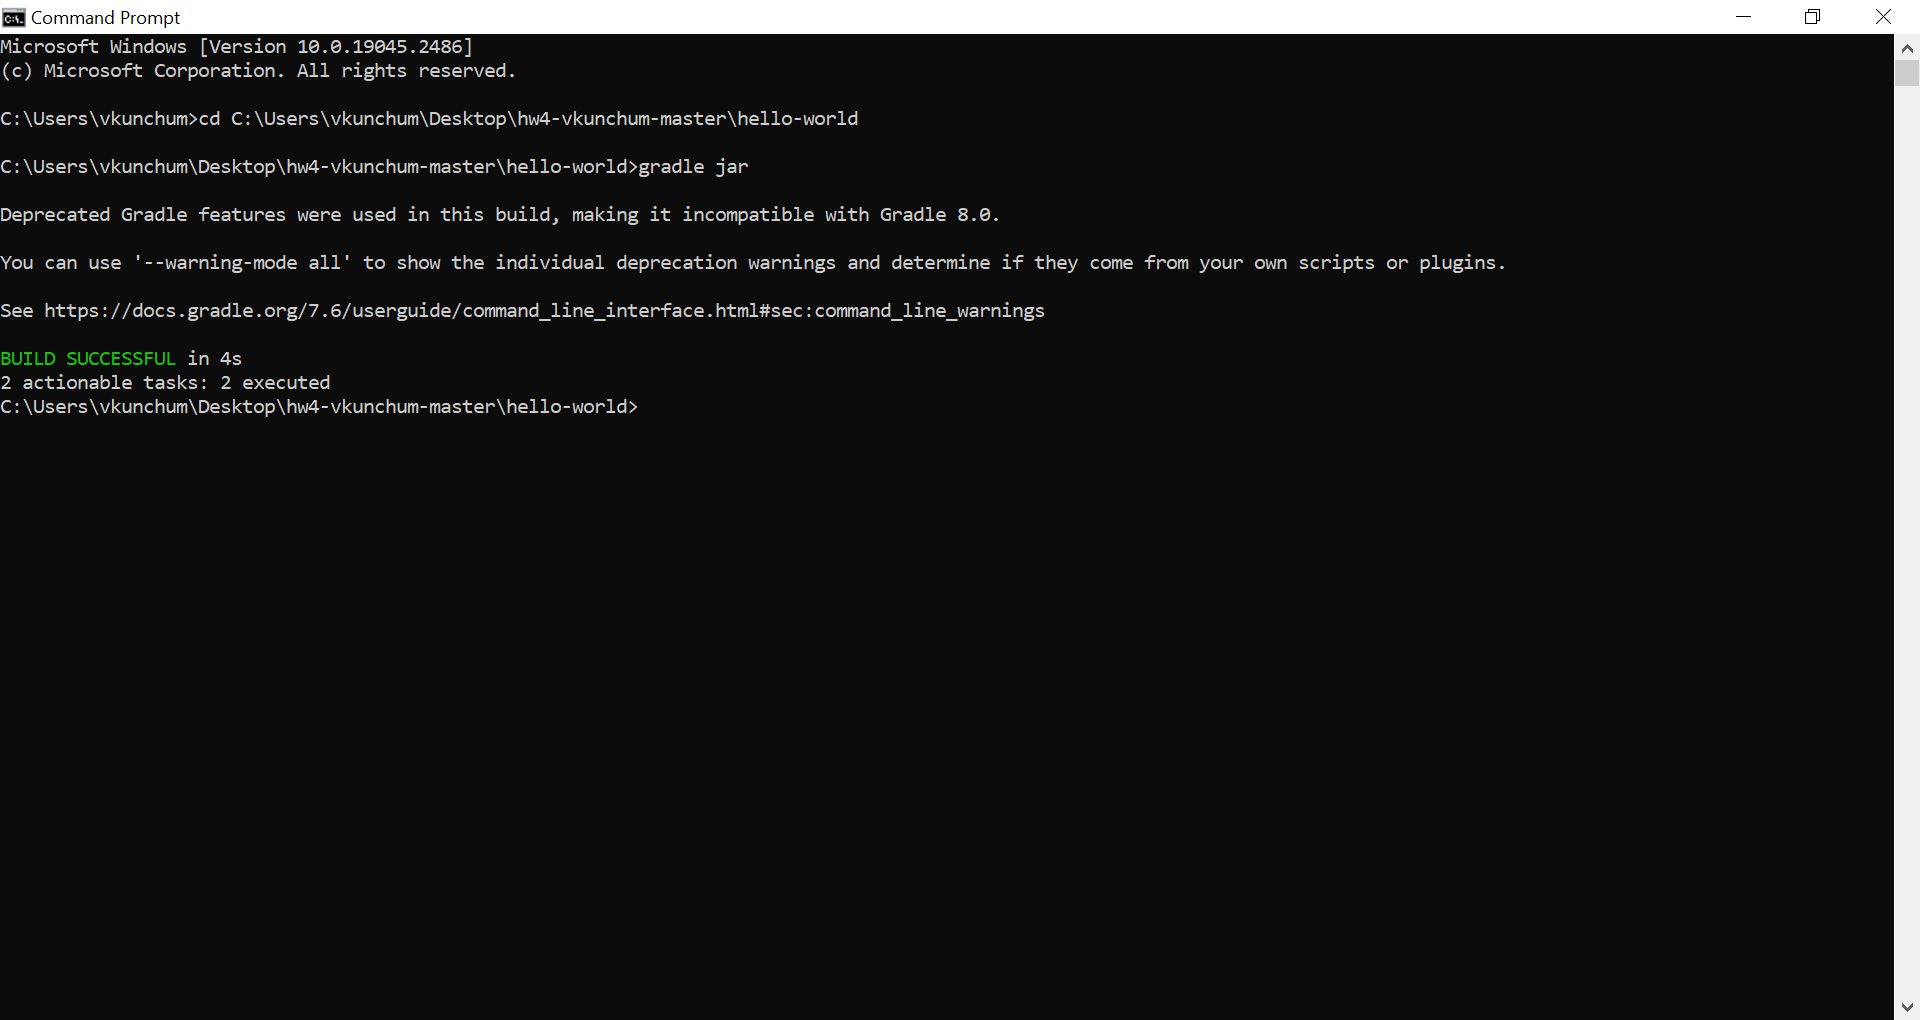 Command Prompt
Microsoft Windows [Version 10.0.19045.2486]
(c) Microsoft Corporation. All rights reserved.
C:\Users\vkunchum>cd C:\Users\vkunchum\Desktop\hw4-vkunchum-master\hello-world
C:\Users\vkunchum\Desktop\hw4-vkunchum-master\hello-world>gradle jar
Deprecated Gradle features were used in this build, making it incompatible with Gradle 8.0.
You can use '--warning-mode all' to show the individual deprecation warnings and determine if they come from your own scripts or plugins.
See https://docs.gradle.org/7.6/userguide/command_line_interface.html#sec:command_line_warnings
BUILD SUCCESSFUL in 4s
2 actionable tasks: 2 executed
C:\Users\vkunchum\Desktop\hw4-vkunchum-master\hello-world>